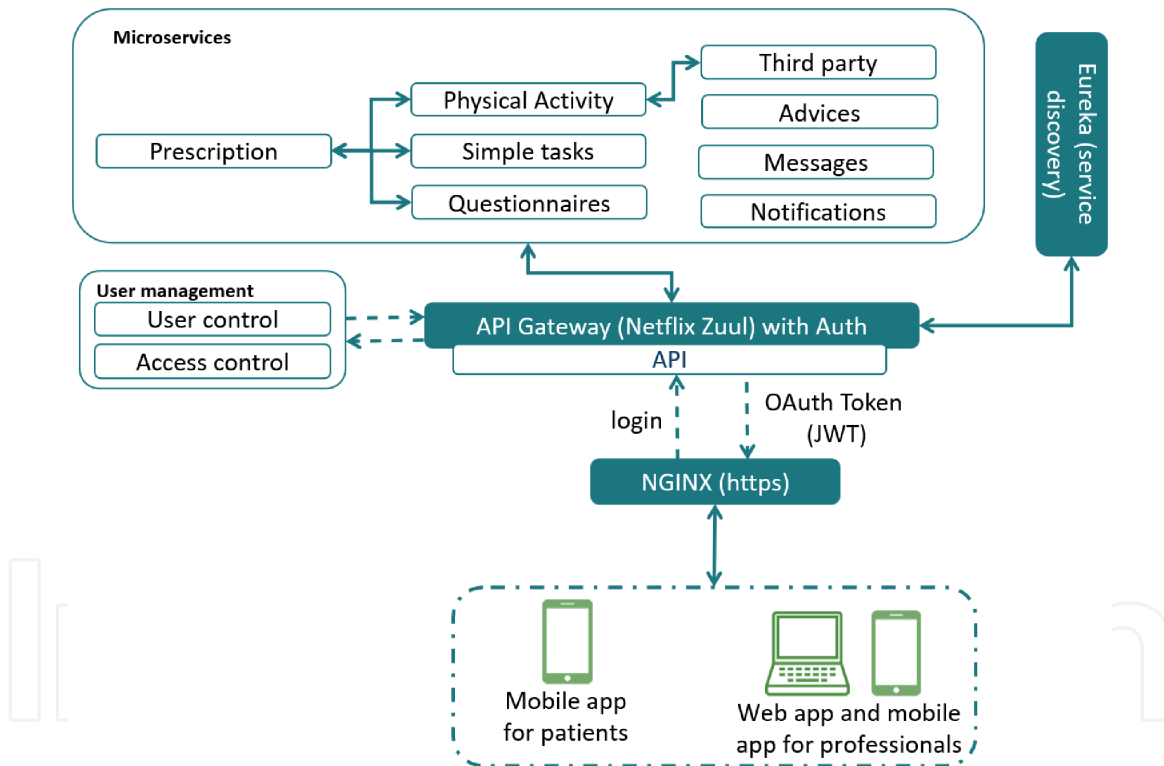 Microservices
Third party
Physical Activity
Advices
Prescription
Simple tasks
Messages
Questionnaires
Notifications
Eureka (service
discovery)
User management
User control
Access control
API Gateway (Netflix Zuul) with Auth
API
login
OAuth Token
(JWT)
NGINX (https)
Mobile app
for patients
Web app and mobile
app for professionals